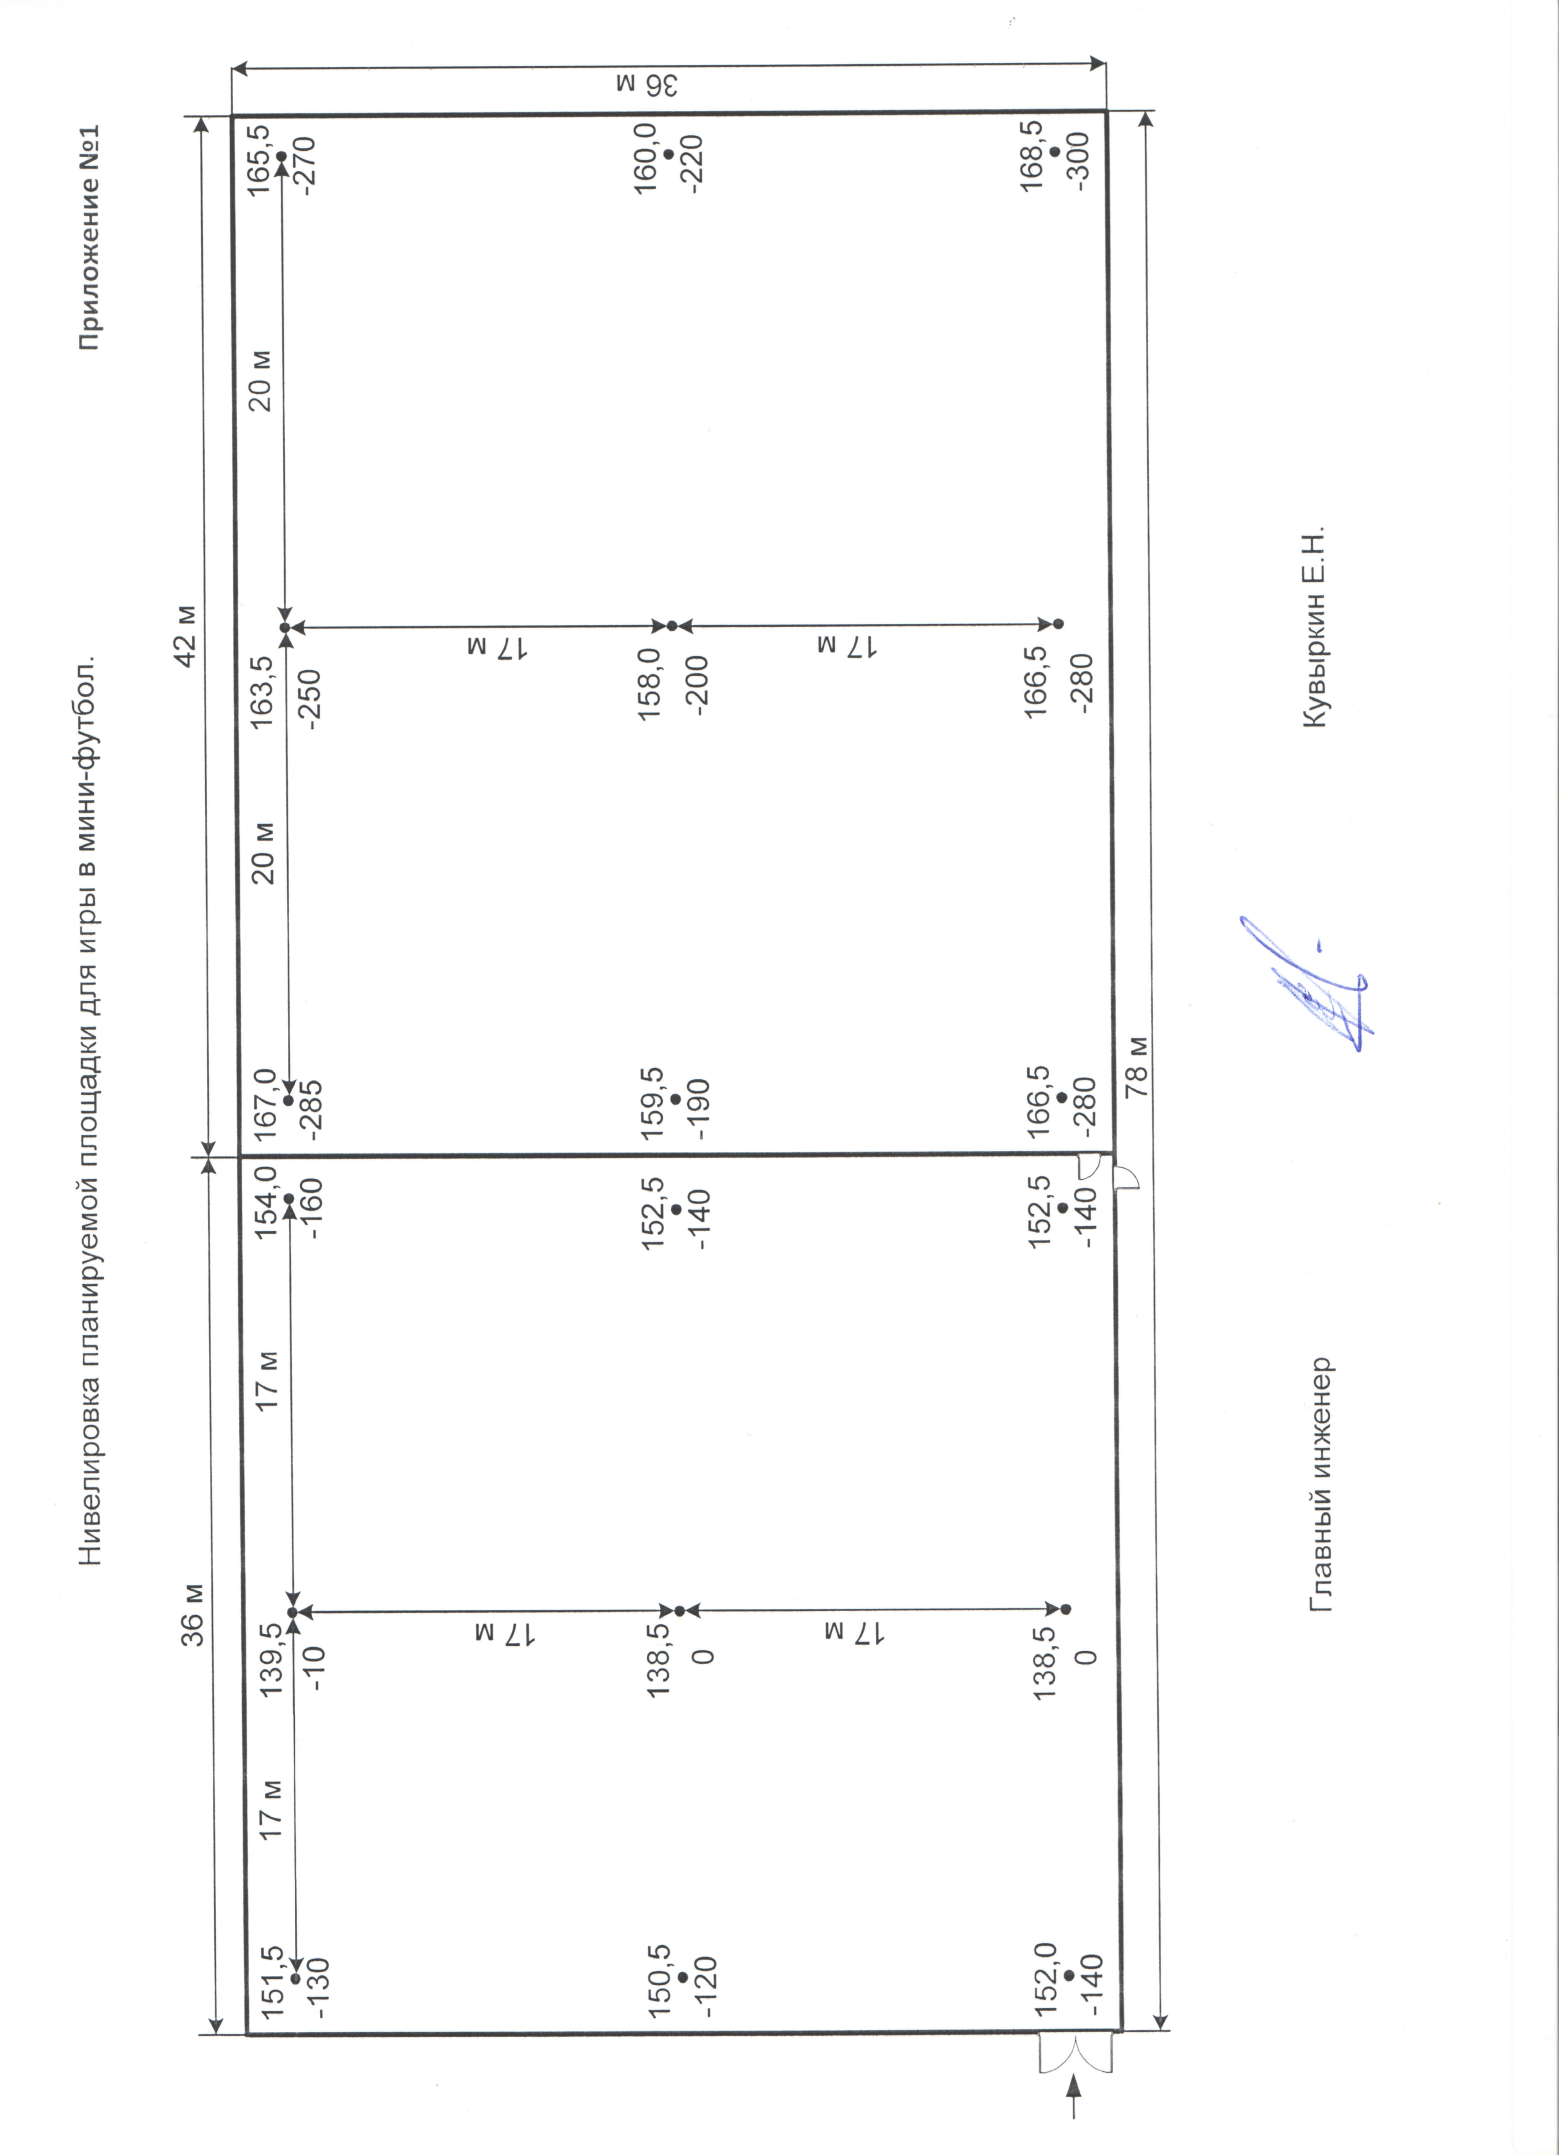 Приложение №1
Нивелировка планируемой площадки для игры в мини-футбол.
36 м
42 м
151,5
-130
17 м
139,5
-10
17 м
154,0
-160
167,0
-285
20 м
163,5
-250
20 м
165,5
-270
36 м
17 м
17 м
150,5
-120
138,5
0
152,5
-140
159,5
-190
158,0
-200
160,0
-220
17 м
17 м
152,0
-140
138,5
0
152,5
-140
166,5
-280
166,5
-280
168,5
-300
78 м
Главный инженер
Кувыркин Е.Н.